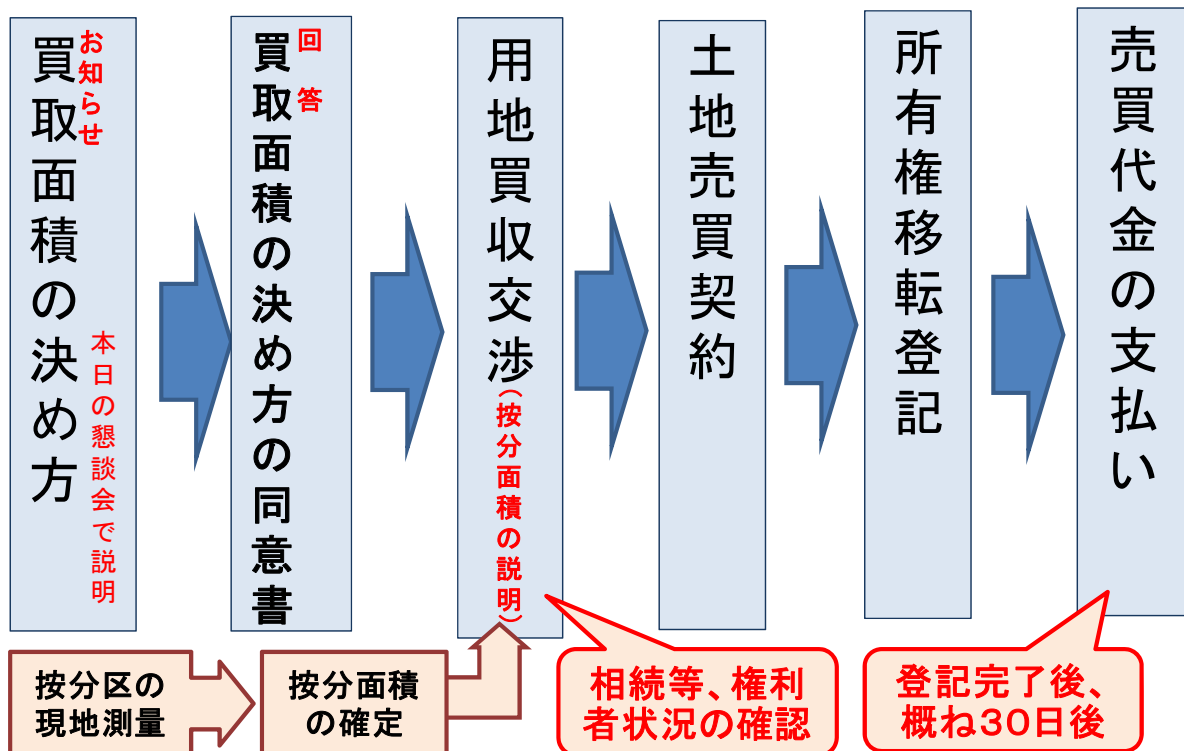 買取面積の決め方
お知らせ
本日の懇談会で説明
買取面積の決め方の同意書
回答
用地買収交渉
(按分面積の説明)
土地売買契約
所有権移転登記
売買代金の支払い
按分区の
現地測量
按分面積
の確定
相続等、権利
者状況の確認
登記完了後、
概ね30日後